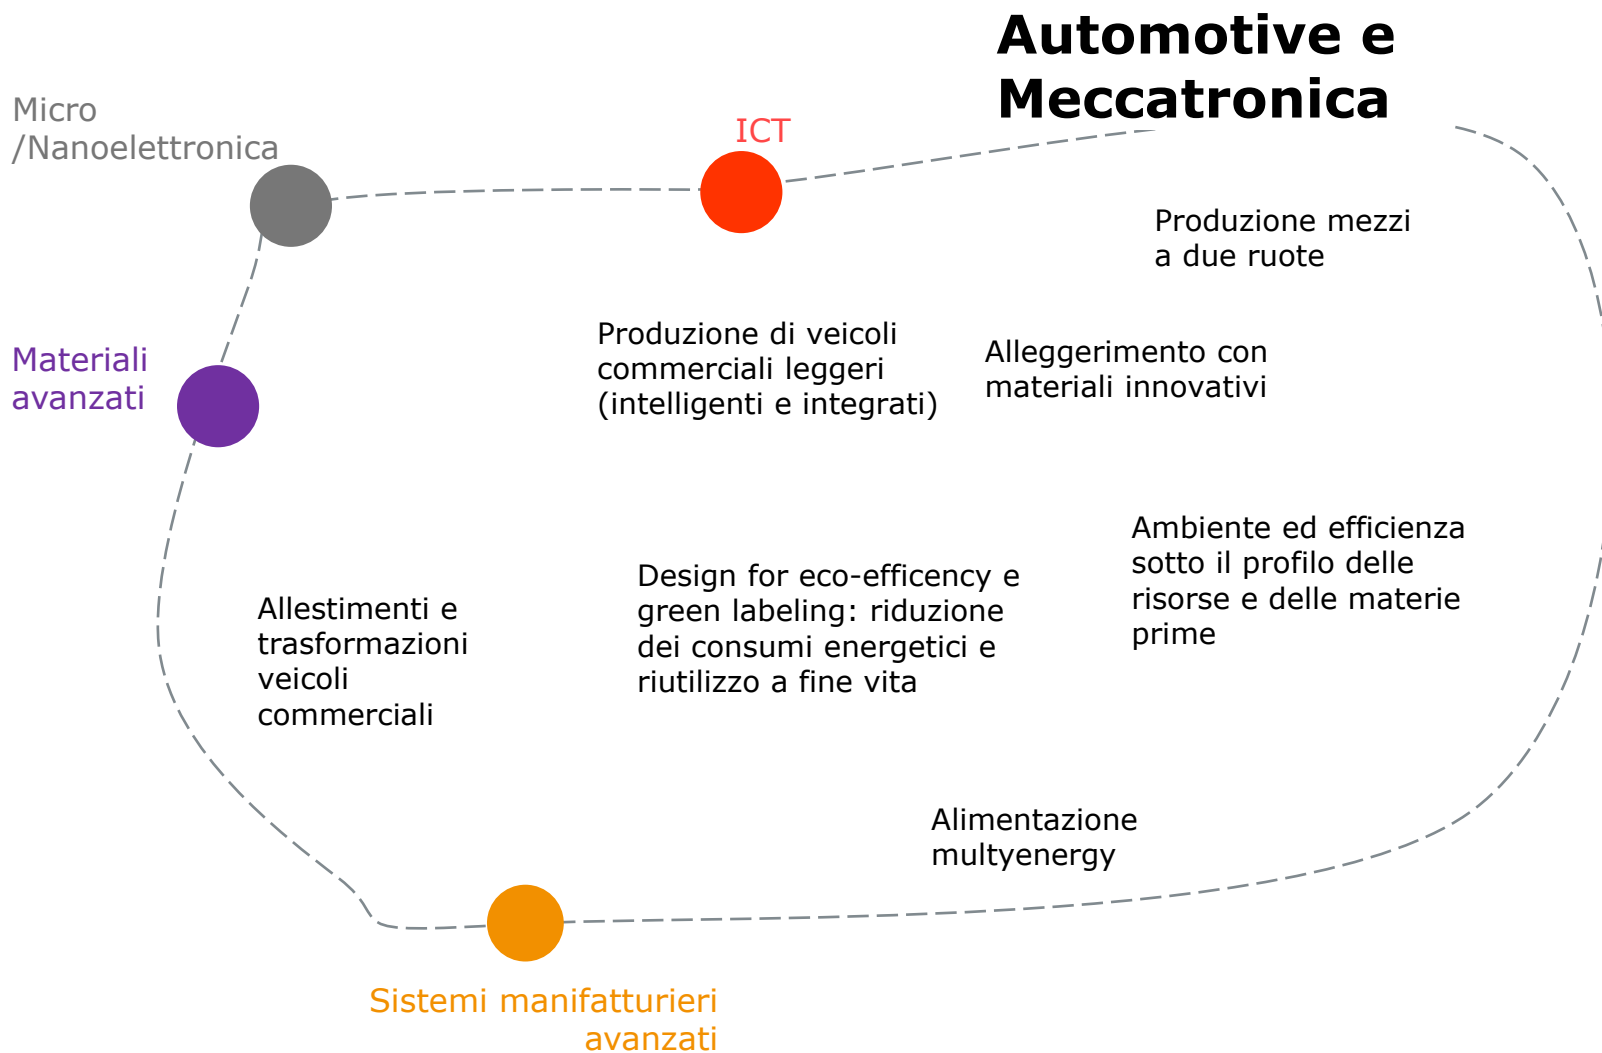 Automotive e
Meccatronica
Micro
/Nanoelettronica
ICT
Produzione mezzi
a due ruote
Produzione di veicoli
commerciali leggeri
(intelligenti e integrati)
Alleggerimento con
materiali innovativi
Materiali
avanzati
Ambiente ed efficienza
sotto il profilo delle
risorse e delle materie
prime
Design for eco-efficency e
green labeling: riduzione
dei consumi energetici e
riutilizzo a fine vita
Allestimenti e
trasformazioni
veicoli
commerciali
Alimentazione
multyenergy
Sistemi manifatturieri
avanzati